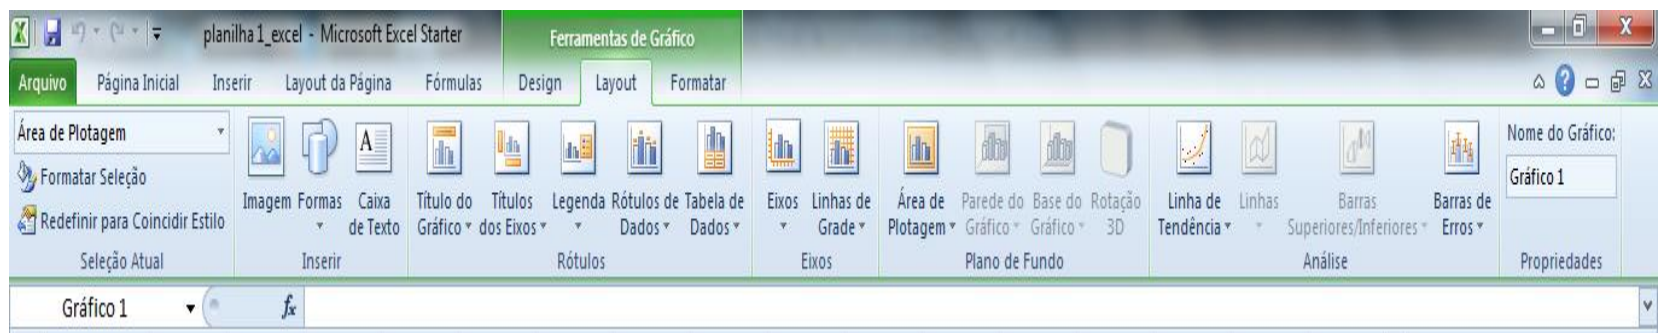 planilha1_excel - Microsoft Excel Starter
Ferramentas de Gráfico
Arquivo Página Inicial Inserir Layout da Página Fórmulas Design Layout Formatar
Área de Plotagem
Formatar Seleção
Redefinir para Coincidir Estilo
Seleção Atual
Imagem
Formas
Caixa
de Texto
Inserir
Título do
Gráfico
Títulos
dos Eixos
Legenda
Rótulos de
Dados
Tabela de
Dados
Rótulos
Eixos
Linhas de
Grade
Eixos
Área de
Plotagem
Parede do
Gráfico
Base do
Gráfico
Rotação
3D
Plano de Fundo
Linha de
Tendência
Linhas
Barras
Superiores/Inferiores
Barras de
Erros
Análise
Nome do Gráfico:
Gráfico 1
Propriedades
Gráfico 1
fx